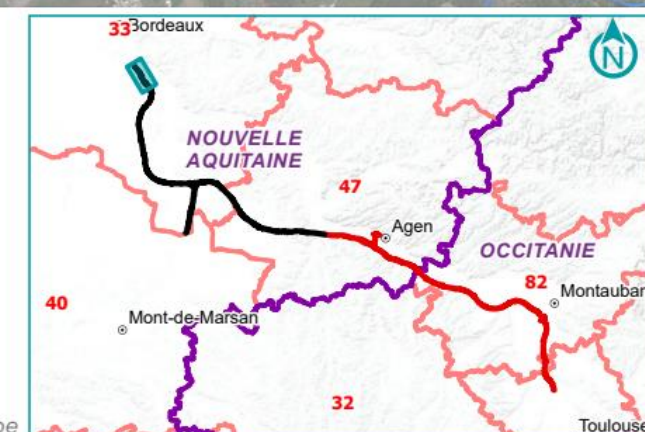 33
Bordeaux
N
NOUVELLE
AQUITAINE
47
Agen
OCCITANIE
82
Montauban
40
Mont-de-Marsan
32
Toulouse